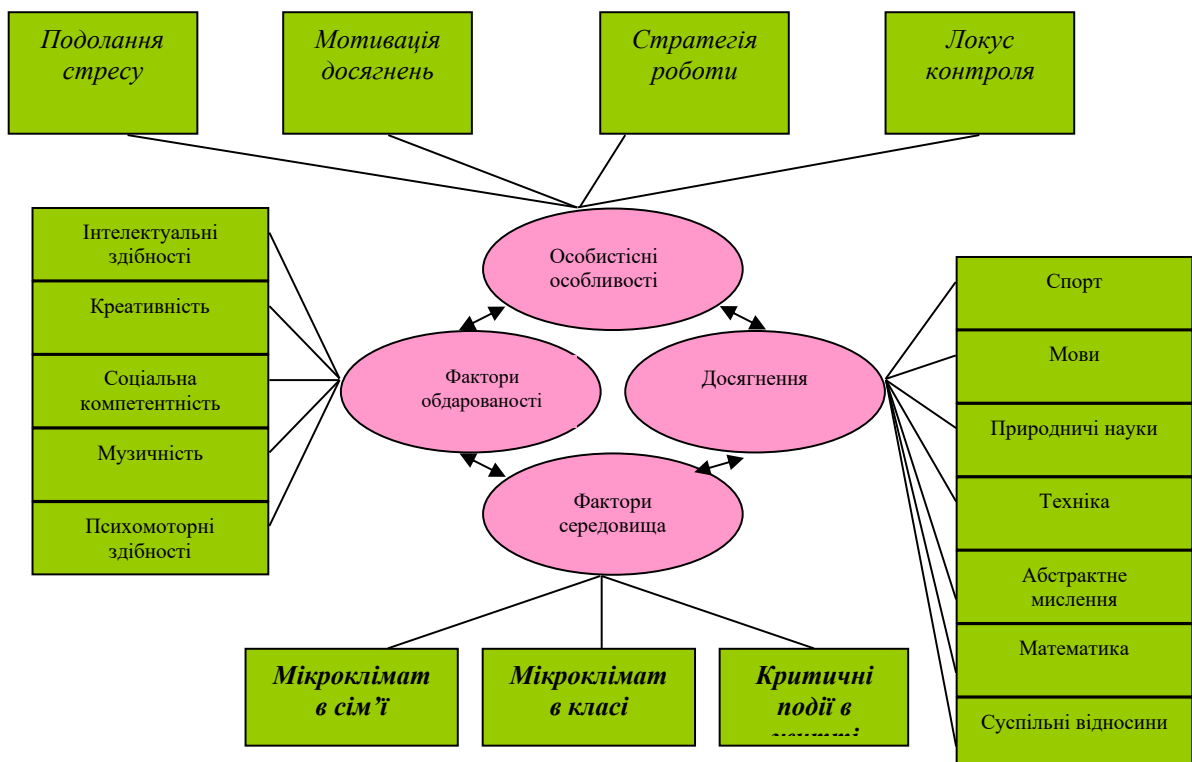 Подолання
стресу
Мотивація
досягнень
Стратегія
роботи
Локус
контроля
Особистісні
особливості
Інтелектуальні
здібності
Креативність
Соціальна
компетентність
Музичність
Психомоторні
здібності
Фактори
обдарованості
Досягнення
Фактори
середовища
Спорт
Мови
Природничі науки
Техніка
Абстрактне
мислення
Математика
Суспільні відносини
Мікроклімат
в сім’ї
Мікроклімат
в класі
Критичні
події в